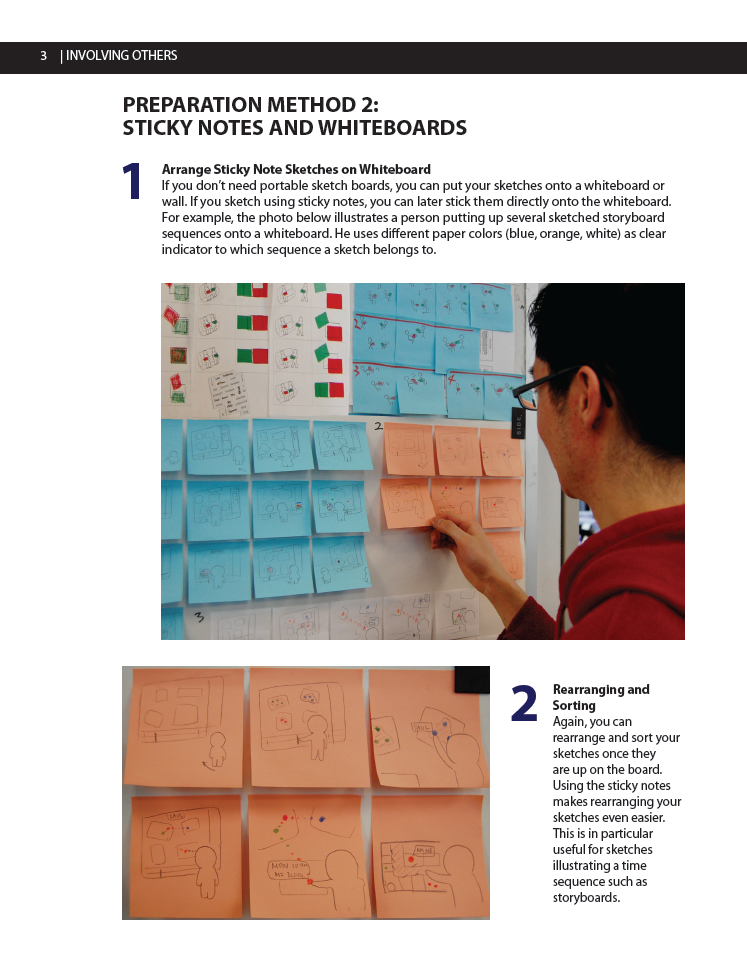 3 | INVOLVING OTHERS
PREPARATION METHOD 2:
STICKY NOTES AND WHITEBOARDS
1
Arrange Sticky Note Sketches on Whiteboard
If you don’t need portable sketch boards, you can put your sketches onto a whiteboard or
wall. If you sketch using sticky notes, you can later stick them directly onto the whiteboard.
For example, the photo below illustrates a person putting up several sketched storyboard
sequences onto a whiteboard. He uses different paper colors (blue, orange, white) as clear
indicator to which sequence a sketch belongs to.
2
3
2
Rearranging and
Sorting
Again, you can
rearrange and sort your
sketches once they
are up on the board.
Using the sticky notes
makes rearranging your
sketches even easier.
This is in particular
useful for sketches
illustrating a time
sequence such as
storyboards.